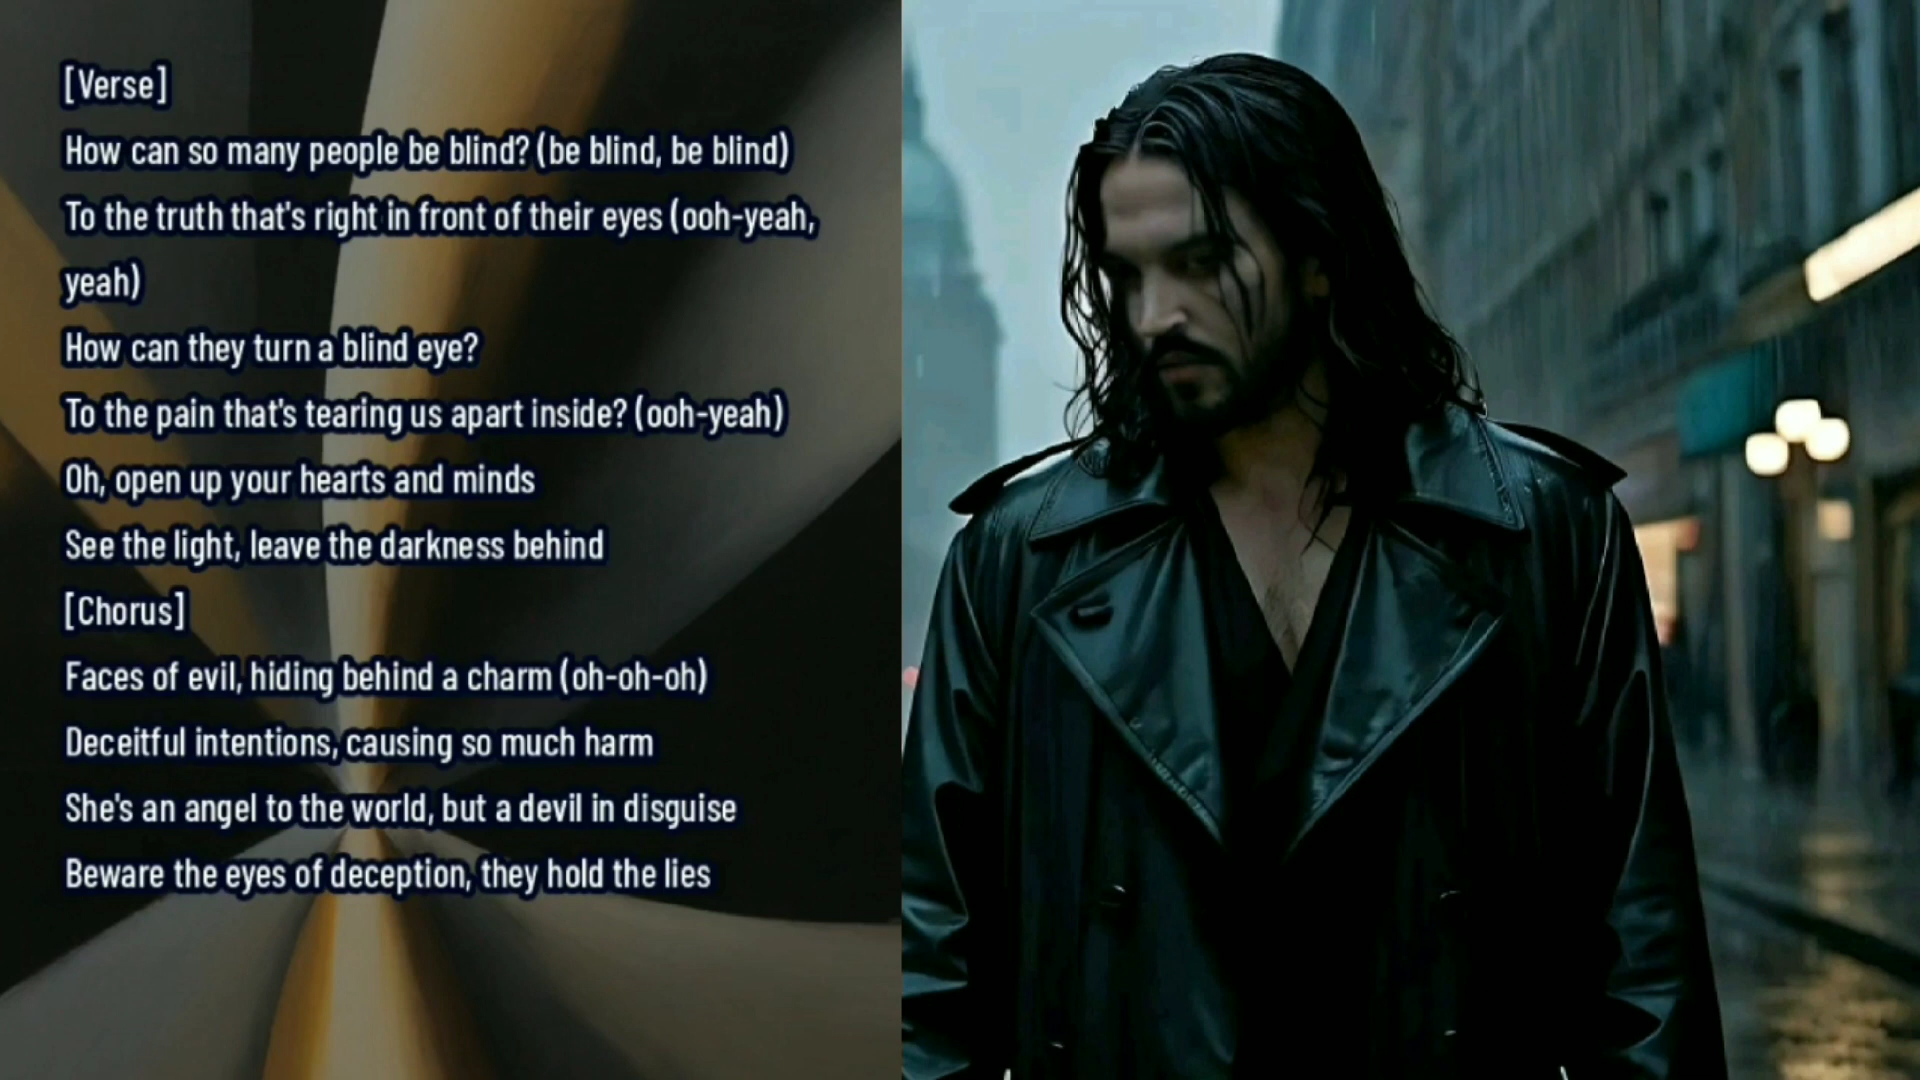 [Verse]
How can so many people be blind? (be blind, be blind)
To the truth that's right in front of their eyes (ooh-yeah,
yeah)
How can they turn a blind eye?
To the pain that's tearing us apart inside? (ooh-yeah)
Oh, open up your hearts and minds
See the light, leave the darkness behind
[Chorus]
Faces of evil, hiding behind a charm (oh-oh-oh)
Deceitful intentions, causing so much harm
She's an angel to the world, but a devil in disguise
Beware the eyes of deception, they hold the lies